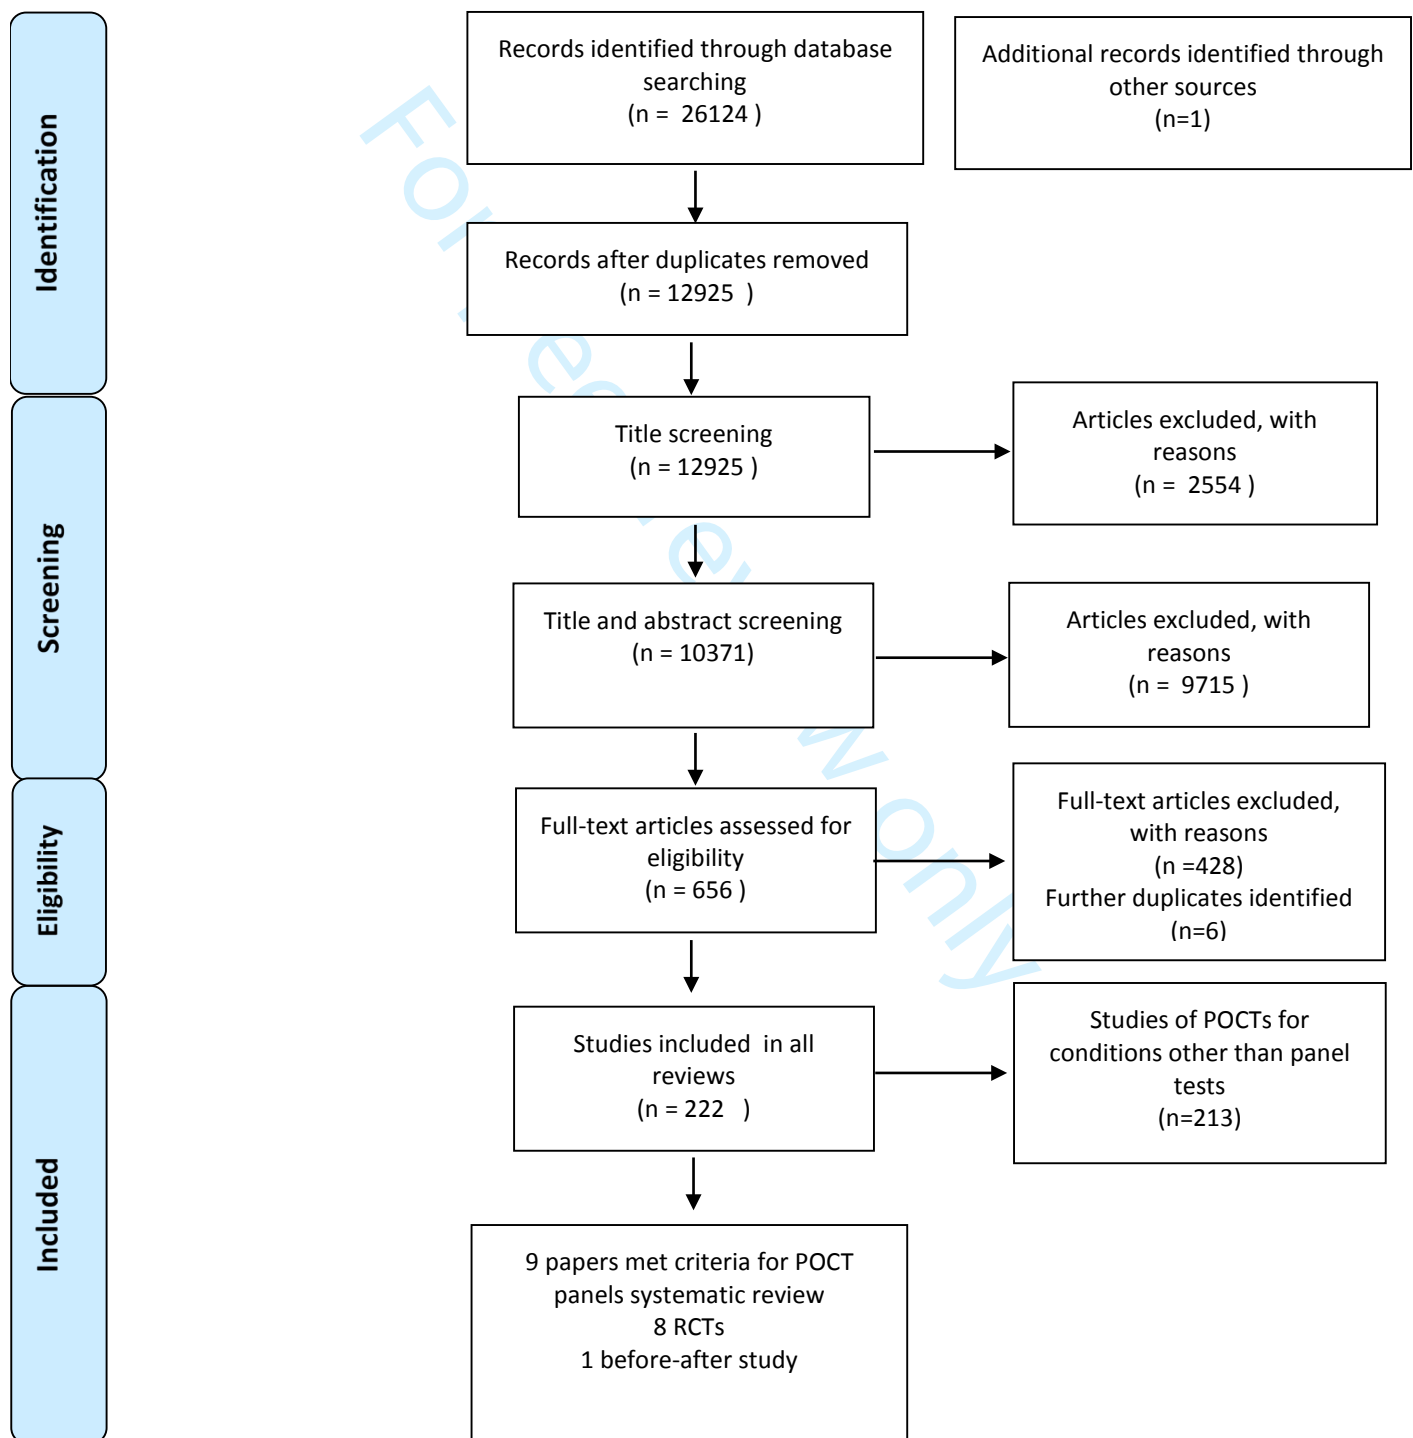 Identification
Records identified through database
searching
(n = 26124 )
Additional records identified through
other sources
(n=1)
Records after duplicates removed
(n = 12925 )
Screening
Title screening
(n = 12925 )
Articles excluded, with
reasons
(n = 2554 )
Title and abstract screening
(n = 10371)
Articles excluded, with
reasons
(n = 9715 )
Eligibility
Full-text articles assessed for
eligibility
(n = 656 )
Full-text articles excluded,
with reasons
(n =428)
Further duplicates identified
(n=6)
Included
Studies included in all
reviews
(n = 222 )
Studies of POCTs for
conditions other than panel
tests
(n=213)
9 papers met criteria for POCT
panels systematic review
8 RCTs
1 before-after study
For peer review only